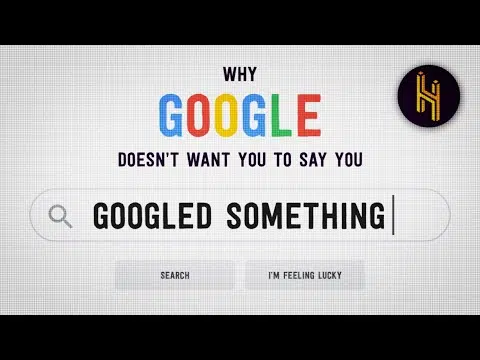 WHY
GOOGLE
DOESN'T WANT YOU TO SAY YOU
GOOGLED SOMETHING
SEARCH
I'M FEELING LUCKY